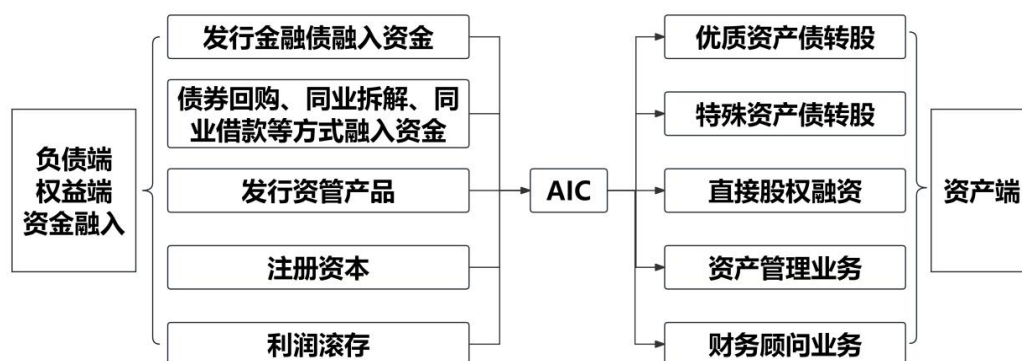 负债端
权益端
资金融入
发行金融债融入资金
债券回购、同业拆解、同
业借款等方式融入资金
发行资管产品
注册资本
利润滚存
AIC
优质资产债转股
特殊资产债转股
直接股权融资
资产管理业务
财务顾问业务
资产端